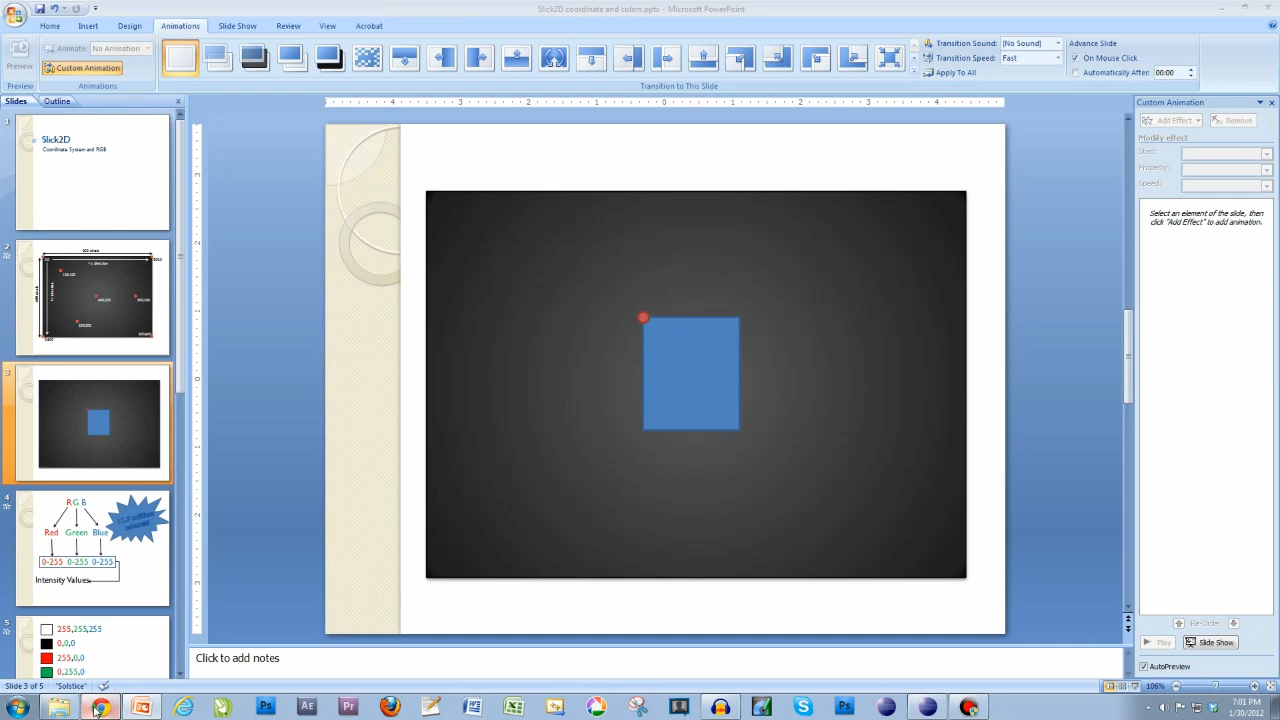 Slick2D coordinate and colors.pptx - Microsoft PowerPoint
Home Insert Design Animations Slide Show Review View Acrobat
Preview
Animate: No Animation
Custom Animation
Transition Sound: [No Sound]
Transition Speed: Fast
Apply To All
Advance Slide
On Mouse Click
Automatically After: 00:00
Preview Animations Transition to This Slide
Slides Outline
Custom Animation
Add Effect Remove
Modify effect
Start:
Property:
Speed:
Select an element of the slide, then
click "Add Effect" to add animation.
1
Slick2D
Coordinate System and RGB
2
3
4
R G B
Red Green Blue
0-255 0-255 0-255
Intensity Values
5
255,255,255
0,0,0
255,0,0
0,255,0
Click to add notes
Re-Order
Play Slide Show
AutoPreview
Slide 3 of 5 "Solstice" 106%
7:01 PM
1/30/2012